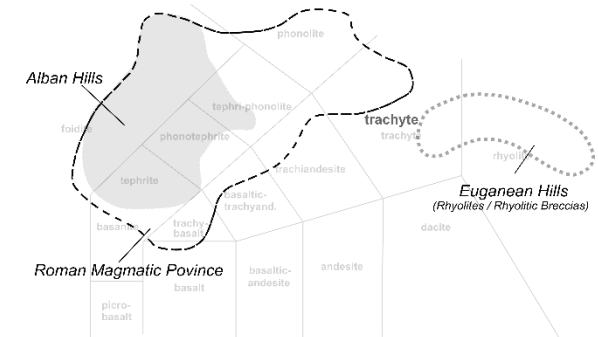 phonolite
Alban Hills
tephri-phonolite
trachyte
foidite
phonotephrite
trachyte
rhyolite
trachiandesite
tephrite
Euganean Hills
(Rhyolites / Rhyolitic Breccias)
basaltic-
trachyand.
basanite
trachy-
basalt
dacite
Roman Magmatic Povince
basaltic-
andesite
andesite
basalt
picro-
basalt